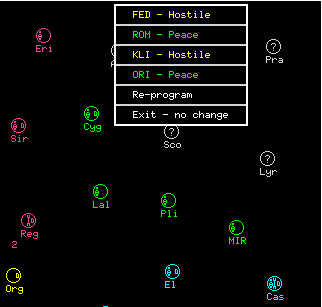 FED - Hostile
ROM - Peace
KLI - Hostile
ORI - Peace
Re-program
Exit - no change
Eri
?
Pra
Sir
Cyg
?
Sco
?
Lyr
Lal
Pli
Reg
2
MIR
Org
El
Cas